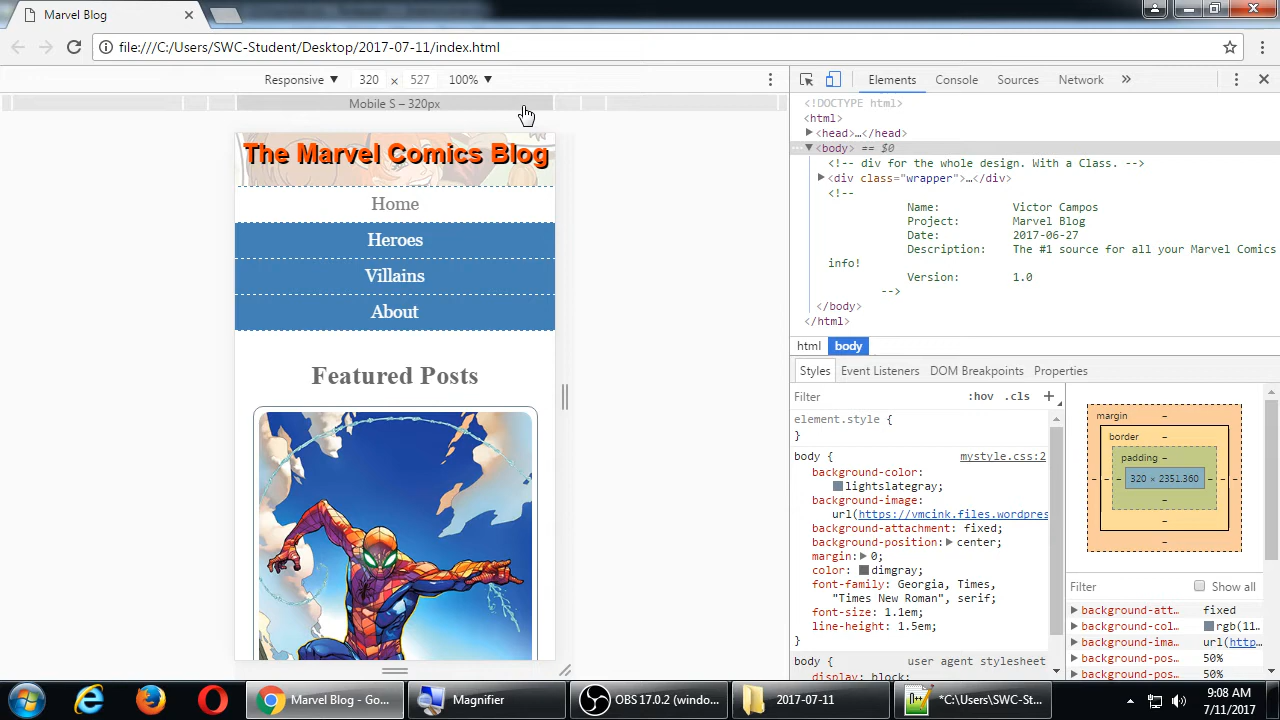 Marvel Blog
file:///C:/Users/SWC-Student/Desktop/2017-07-11/index.html
Responsive ▼ 320 × 527 100% ▼
Mobile S – 320px
The Marvel Comics Blog
Home
Heroes
Villains
About
Featured Posts
Elements Console Sources Network »
<!DOCTYPE html>
<html>
▶<head>…</head>
…▼<body> == $0
<!-- div for the whole design. With a Class. -->
▶<div class="wrapper">…</div>
<!--
Name: Victor Campos
Project: Marvel Blog
Date: 2017-06-27
Description: The #1 source for all your Marvel Comics
info!
Version: 1.0
-->
</body>
</html>
html body
Styles Event Listeners DOM Breakpoints Properties
Filter :hov .cls +
element.style {
}
body { mystyle.css:2
background-color:
lightslategray;
background-image:
url(https://vmcink.files.wordpres
background-attachment: fixed;
background-position:▶center;
margin:▶0;
color: dimgray;
font-family: Georgia, Times,
"Times New Roman", serif;
font-size: 1.1em;
line-height: 1.5em;
}
body { user agent stylesheet
display: block;
margin –
border –
padding –
– – – 320 × 2351.360 – – –
–
–
–
Filter Show all
▶background-att… fixed
▶background-col… rgb(11…
▶background-ima… url(http…
▶background-pos… 50%
▶background-pos… 50%
Marvel Blog - Go...
Magnifier
OBS 17.0.2 (windo...
2017-07-11
*C:\Users\SWC-St...
9:08 AM
7/11/2017